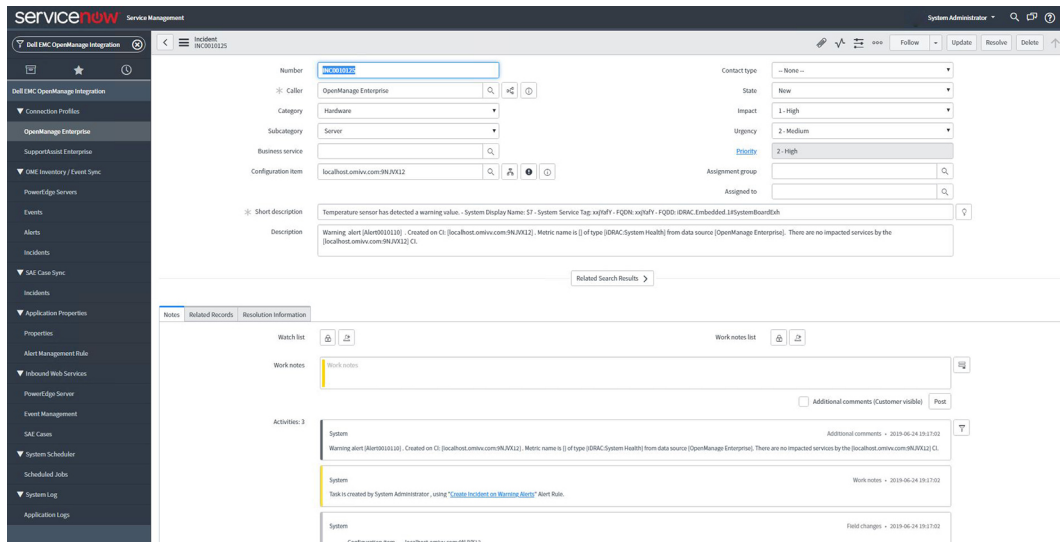 servicenow Service Management
System Administrator
Dell EMC OpenManage Integration
Incident
INC0010125
Follow
Update
Resolve
Delete
Dell EMC OpenManage Integration
Connection Profiles
OpenManage Enterprise
SupportAssist Enterprise
OME Inventory / Event Sync
PowerEdge Servers
Events
Alerts
Incidents
SAE Case Sync
Incidents
Application Properties
Properties
Alert Management Rule
Inbound Web Services
PowerEdge Server
Event Management
SAE Cases
System Scheduler
Scheduled Jobs
System Log
Application Logs
Number INC0010125
Caller OpenManage Enterprise
Category Hardware
Subcategory Server
Business service
Configuration item localhost.omivv.com:9NJVX12
Contact type -- None --
State New
Impact 1 - High
Urgency 2 - Medium
Priority 2 - High
Assignment group
Assigned to
Short description Temperature sensor has detected a warning value. - System Display Name: S7 - System Service Tag: xxjYafY - FQDN: xxjYafY - FQDD: iDRAC.Embedded.1#SystemBoardExh
Description Warning alert [Alert0010110] . Created on CI: [localhost.omivv.com:9NJVX12] . Metric name is [] of type [iDRAC:System Health] from data source [OpenManage Enterprise]. There are no impacted services by the
[localhost.omivv.com:9NJVX12] CI.
Related Search Results
Notes
Related Records
Resolution Information
Watch list
Work notes list
Work notes
Work notes
Additional comments (Customer visible)
Post
Activities: 3
System
Additional comments • 2019-06-24 19:17:02
Warning alert [Alert0010110] . Created on CI: [localhost.omivv.com:9NJVX12] . Metric name is [] of type [iDRAC:System Health] from data source [OpenManage Enterprise]. There are no impacted services by the [localhost.omivv.com:9NJVX12] CI.
System
Work notes • 2019-06-24 19:17:02
Task is created by System Administrator , using "Create Incident on Warning Alerts" Alert Rule.
System
Field changes • 2019-06-24 19:17:02